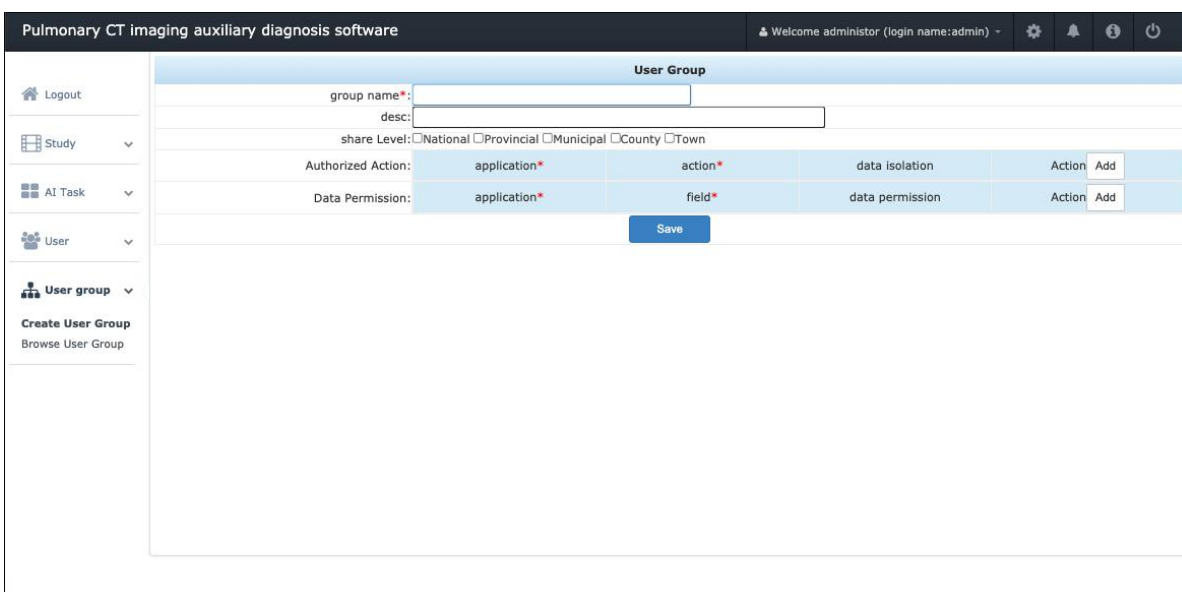 Pulmonary CT imaging auxiliary diagnosis software
Welcome administor (login name:admin)
Logout
Study
AI Task
User
User group
Create User Group
Browse User Group
User Group
group name*:
desc:
share Level: National Provincial Municipal County Town
Authorized Action: application* action* data isolation Action Add
Data Permission: application* field* data permission Action Add
Save